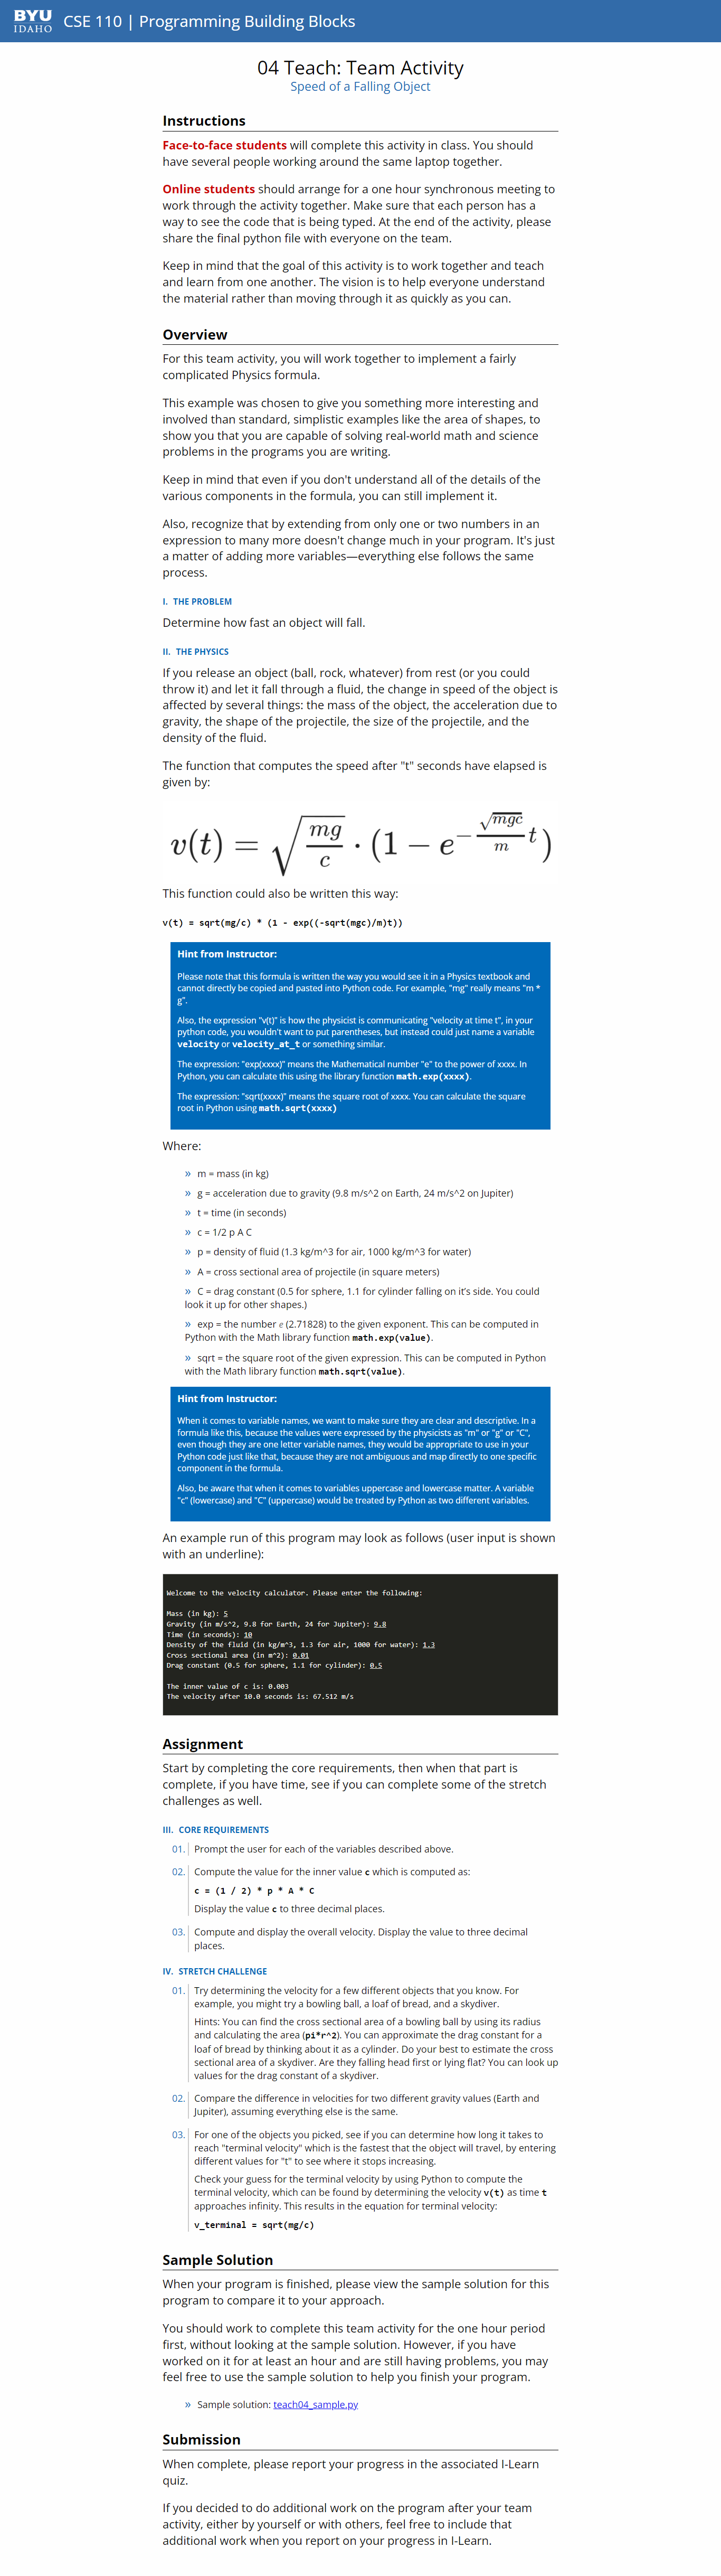 BYU
IDAHO
CSE 110 | Programming Building Blocks
04 Teach: Team Activity
Speed of a Falling Object
Instructions
Face-to-face students will complete this activity in class. You should
have several people working around the same laptop together.
Online students should arrange for a one hour synchronous meeting to
work through the activity together. Make sure that each person has a
way to see the code that is being typed. At the end of the activity, please
share the final python file with everyone on the team.
Keep in mind that the goal of this activity is to work together and teach
and learn from one another. The vision is to help everyone understand
the material rather than moving through it as quickly as you can.
Overview
For this team activity, you will work together to implement a fairly
complicated Physics formula.
This example was chosen to give you something more interesting and
involved than standard, simplistic examples like the area of shapes, to
show you that you are capable of solving real-world math and science
problems in the programs you are writing.
Keep in mind that even if you don't understand all of the details of the
various components in the formula, you can still implement it.
Also, recognize that by extending from only one or two numbers in an
expression to many more doesn't change much in your program. It's just
a matter of adding more variables—everything else follows the same
process.
I. THE PROBLEM
Determine how fast an object will fall.
II. THE PHYSICS
If you release an object (ball, rock, whatever) from rest (or you could
throw it) and let it fall through a fluid, the change in speed of the object is
affected by several things: the mass of the object, the acceleration due to
gravity, the shape of the projectile, the size of the projectile, and the
density of the fluid.
The function that computes the speed after "t" seconds have elapsed is
given by:
v(t) = √(mg/c) · (1 − e^(−(√mgc/m)t))
This function could also be written this way:
v(t) = sqrt(mg/c) * (1 - exp((-sqrt(mgc)/m)t))
Hint from Instructor:
Please note that this formula is written the way you would see it in a Physics textbook and
cannot directly be copied and pasted into Python code. For example, "mg" really means "m *
g".
Also, the expression "v(t)" is how the physicist is communicating "velocity at time t", in your
python code, you wouldn't want to put parentheses, but instead could just name a variable
velocity or velocity_at_t or something similar.
The expression: "exp(xxxx)" means the Mathematical number "e" to the power of xxxx. In
Python, you can calculate this using the library function math.exp(xxxx).
The expression: "sqrt(xxxx)" means the square root of xxxx. You can calculate the square
root in Python using math.sqrt(xxxx)
Where:
» m = mass (in kg)
» g = acceleration due to gravity (9.8 m/s^2 on Earth, 24 m/s^2 on Jupiter)
» t = time (in seconds)
» c = 1/2 p A C
» p = density of fluid (1.3 kg/m^3 for air, 1000 kg/m^3 for water)
» A = cross sectional area of projectile (in square meters)
» C = drag constant (0.5 for sphere, 1.1 for cylinder falling on it's side. You could
look it up for other shapes.)
» exp = the number e (2.71828) to the given exponent. This can be computed in
Python with the Math library function math.exp(value).
» sqrt = the square root of the given expression. This can be computed in Python
with the Math library function math.sqrt(value).
Hint from Instructor:
When it comes to variable names, we want to make sure they are clear and descriptive. In a
formula like this, because the values were expressed by the physicists as "m" or "g" or "C",
even though they are one letter variable names, they would be appropriate to use in your
Python code just like that, because they are not ambiguous and map directly to one specific
component in the formula.
Also, be aware that when it comes to variables uppercase and lowercase matter. A variable
"c" (lowercase) and "C" (uppercase) would be treated by Python as two different variables.
An example run of this program may look as follows (user input is shown
with an underline):
Welcome to the velocity calculator. Please enter the following:
Mass (in kg): 5
Gravity (in m/s^2, 9.8 for Earth, 24 for Jupiter): 9.8
Time (in seconds): 10
Density of the fluid (in kg/m^3, 1.3 for air, 1000 for water): 1.3
Cross sectional area (in m^2): 0.01
Drag constant (0.5 for sphere, 1.1 for cylinder): 0.5
The inner value of c is: 0.003
The velocity after 10.0 seconds is: 67.512 m/s
Assignment
Start by completing the core requirements, then when that part is
complete, if you have time, see if you can complete some of the stretch
challenges as well.
III. CORE REQUIREMENTS
01. Prompt the user for each of the variables described above.
02. Compute the value for the inner value c which is computed as:
c = (1 / 2) * p * A * C
Display the value c to three decimal places.
03. Compute and display the overall velocity. Display the value to three decimal
places.
IV. STRETCH CHALLENGE
01. Try determining the velocity for a few different objects that you know. For
example, you might try a bowling ball, a loaf of bread, and a skydiver.
Hints: You can find the cross sectional area of a bowling ball by using its radius
and calculating the area (pi*r^2). You can approximate the drag constant for a
loaf of bread by thinking about it as a cylinder. Do your best to estimate the cross
sectional area of a skydiver. Are they falling head first or lying flat? You can look up
values for the drag constant of a skydiver.
02. Compare the difference in velocities for two different gravity values (Earth and
Jupiter), assuming everything else is the same.
03. For one of the objects you picked, see if you can determine how long it takes to
reach "terminal velocity" which is the fastest that the object will travel, by entering
different values for "t" to see where it stops increasing.
Check your guess for the terminal velocity by using Python to compute the
terminal velocity, which can be found by determining the velocity v(t) as time t
approaches infinity. This results in the equation for terminal velocity:
v_terminal = sqrt(mg/c)
Sample Solution
When your program is finished, please view the sample solution for this
program to compare it to your approach.
You should work to complete this team activity for the one hour period
first, without looking at the sample solution. However, if you have
worked on it for at least an hour and are still having problems, you may
feel free to use the sample solution to help you finish your program.
» Sample solution: teach04_sample.py
Submission
When complete, please report your progress in the associated I-Learn
quiz.
If you decided to do additional work on the program after your team
activity, either by yourself or with others, feel free to include that
additional work when you report on your progress in I-Learn.